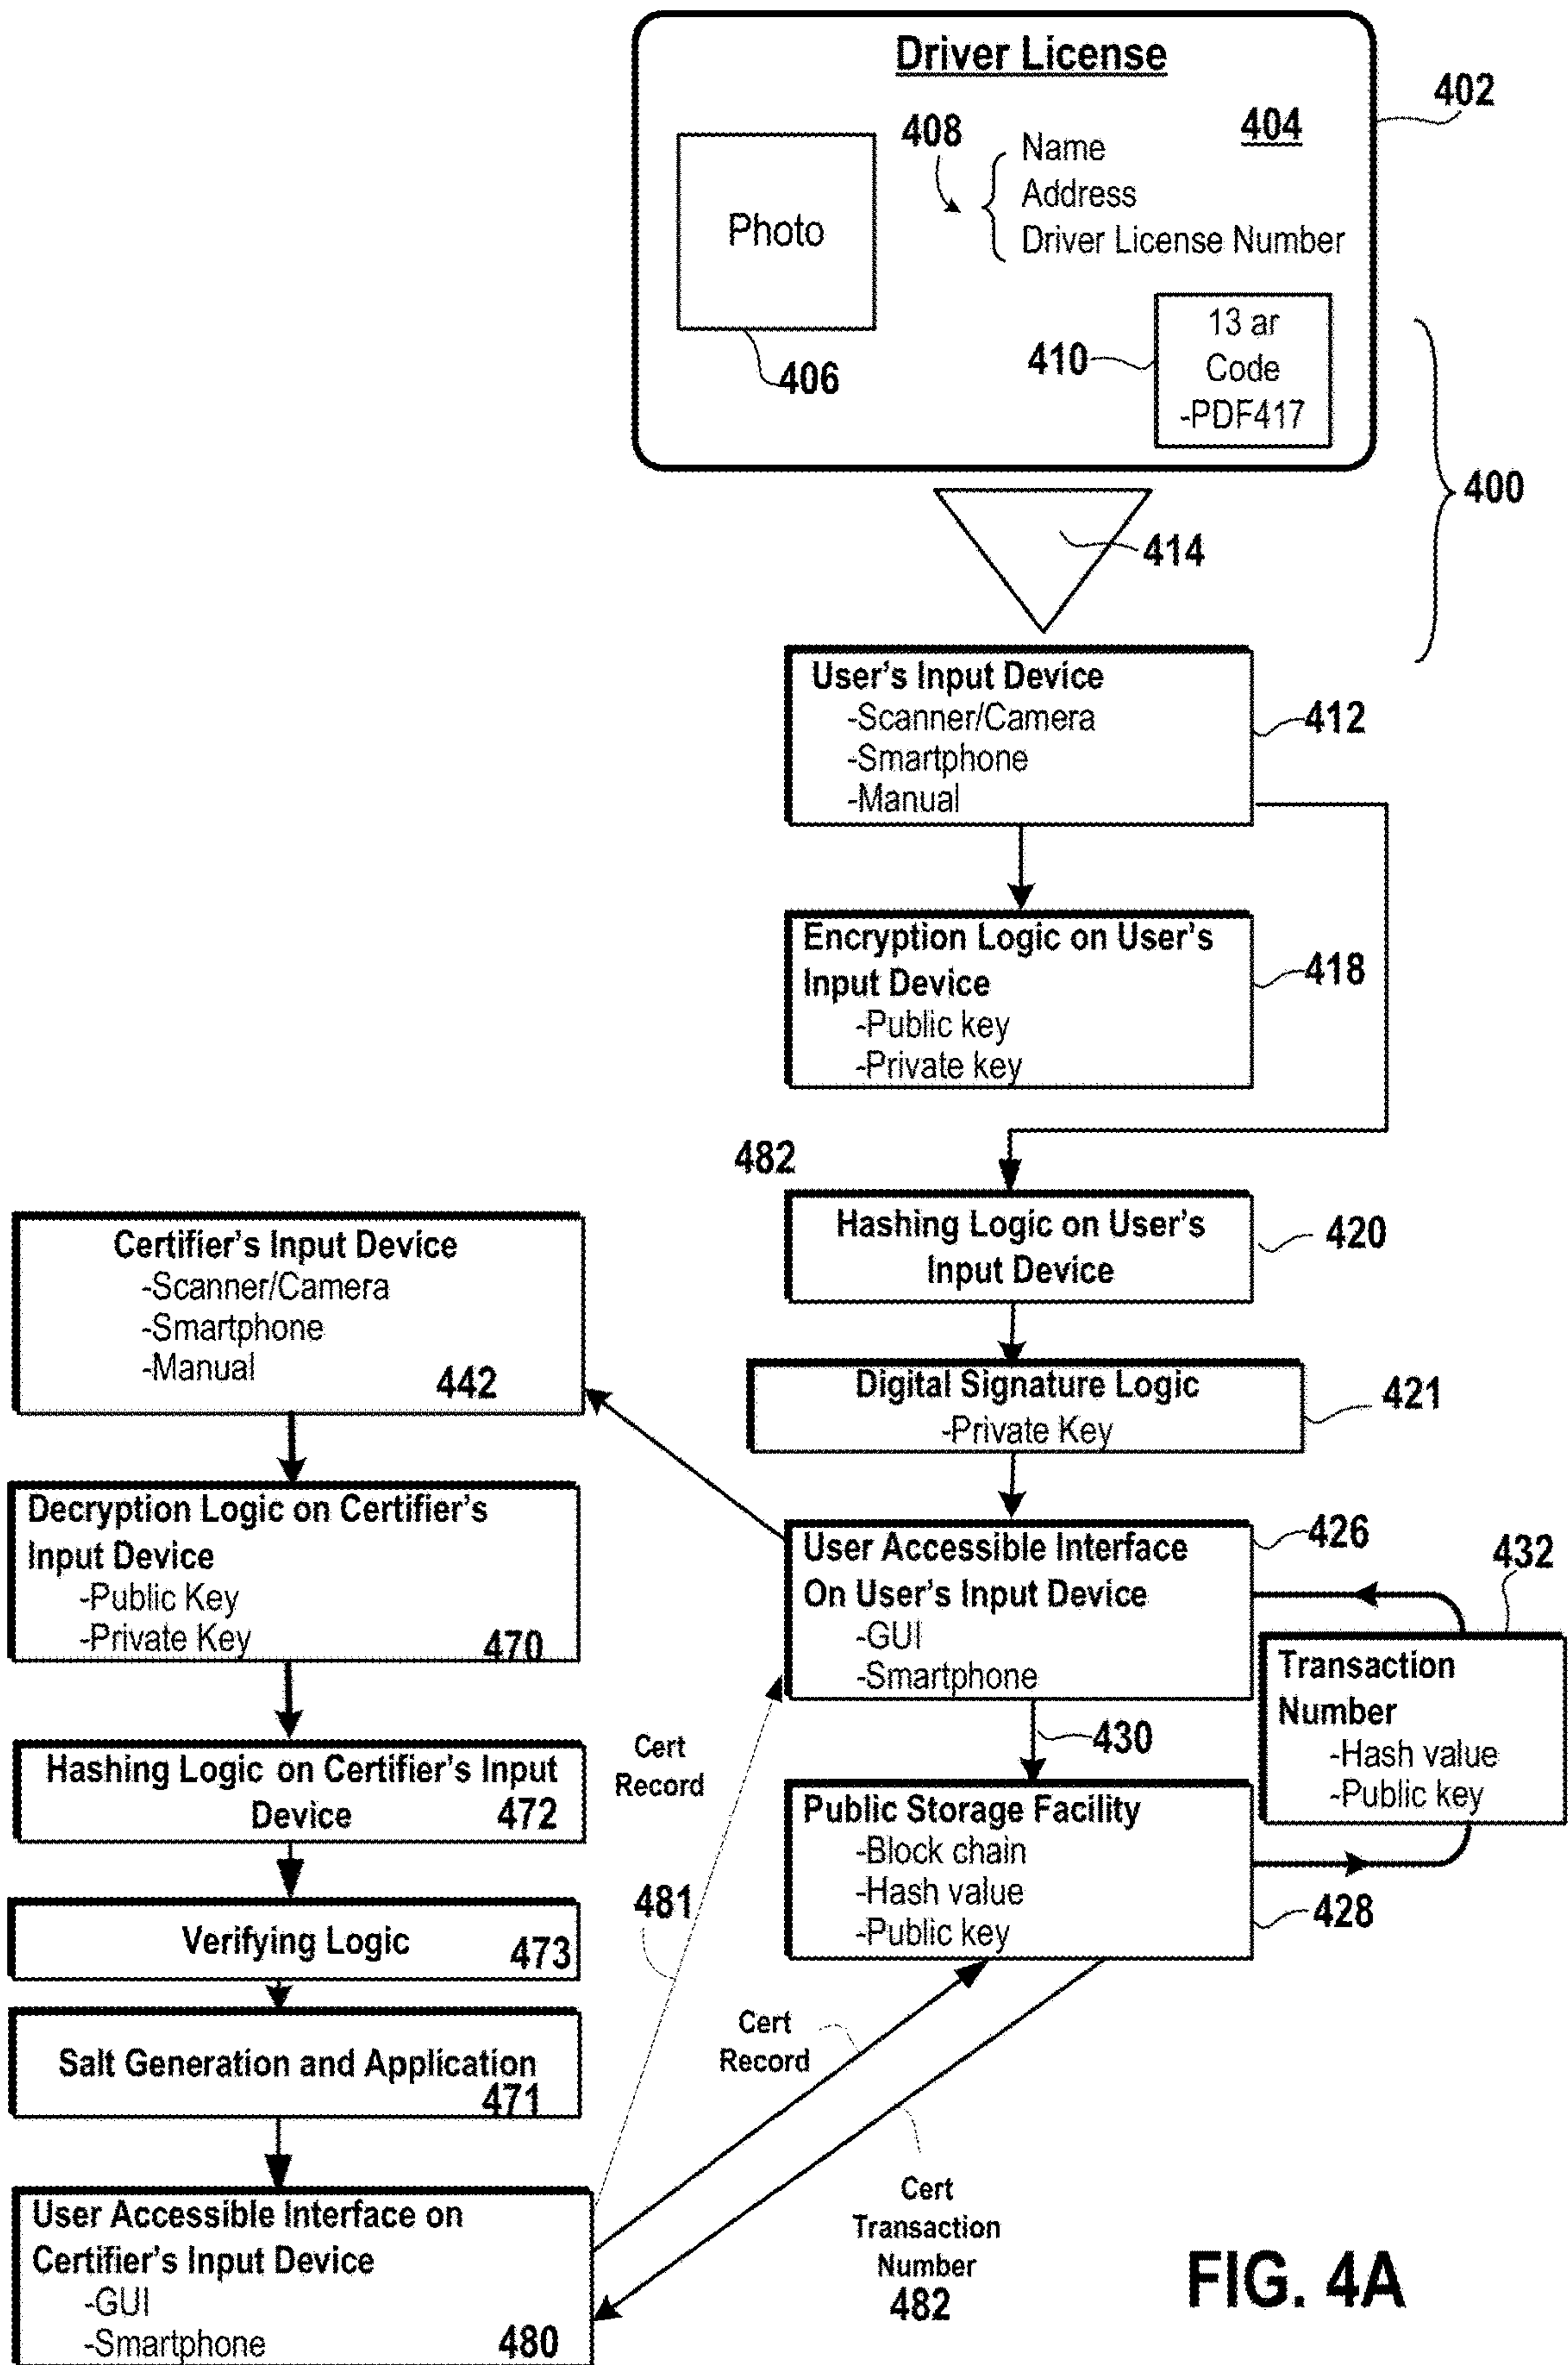 Driver License
402
404
408
Name
Address
Driver License Number
Photo
406
410
13 ar
Code
-PDF417
400
414
User's Input Device
-Scanner/Camera
-Smartphone
-Manual
412
Encryption Logic on User's
Input Device
-Public key
-Private key
418
482
Hashing Logic on User's
Input Device
420
Digital Signature Logic
-Private Key
421
User Accessible Interface
On User's Input Device
-GUI
-Smartphone
426
432
Transaction
Number
-Hash value
-Public key
430
Public Storage Facility
-Block chain
-Hash value
-Public key
428
Certifier's Input Device
-Scanner/Camera
-Smartphone
-Manual
442
Decryption Logic on Certifier's
Input Device
-Public Key
-Private Key
470
Hashing Logic on Certifier's Input
Device
472
Verifying Logic
473
Salt Generation and Application
471
User Accessible Interface on
Certifier's Input Device
-GUI
-Smartphone
480
Cert
Record
481
Cert
Record
Cert
Transaction
Number
482
FIG. 4A